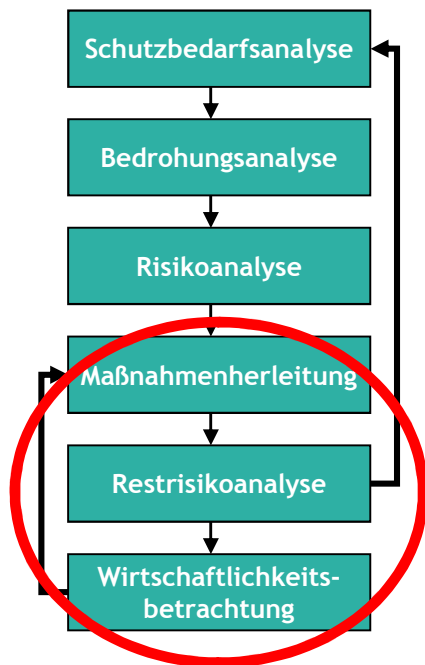 Schutzbedarfsanalyse
Bedrohungsanalyse
Risikoanalyse
Maßnahmenherleitung
Restrisikoanalyse
Wirtschaftlichkeits-
betrachtung